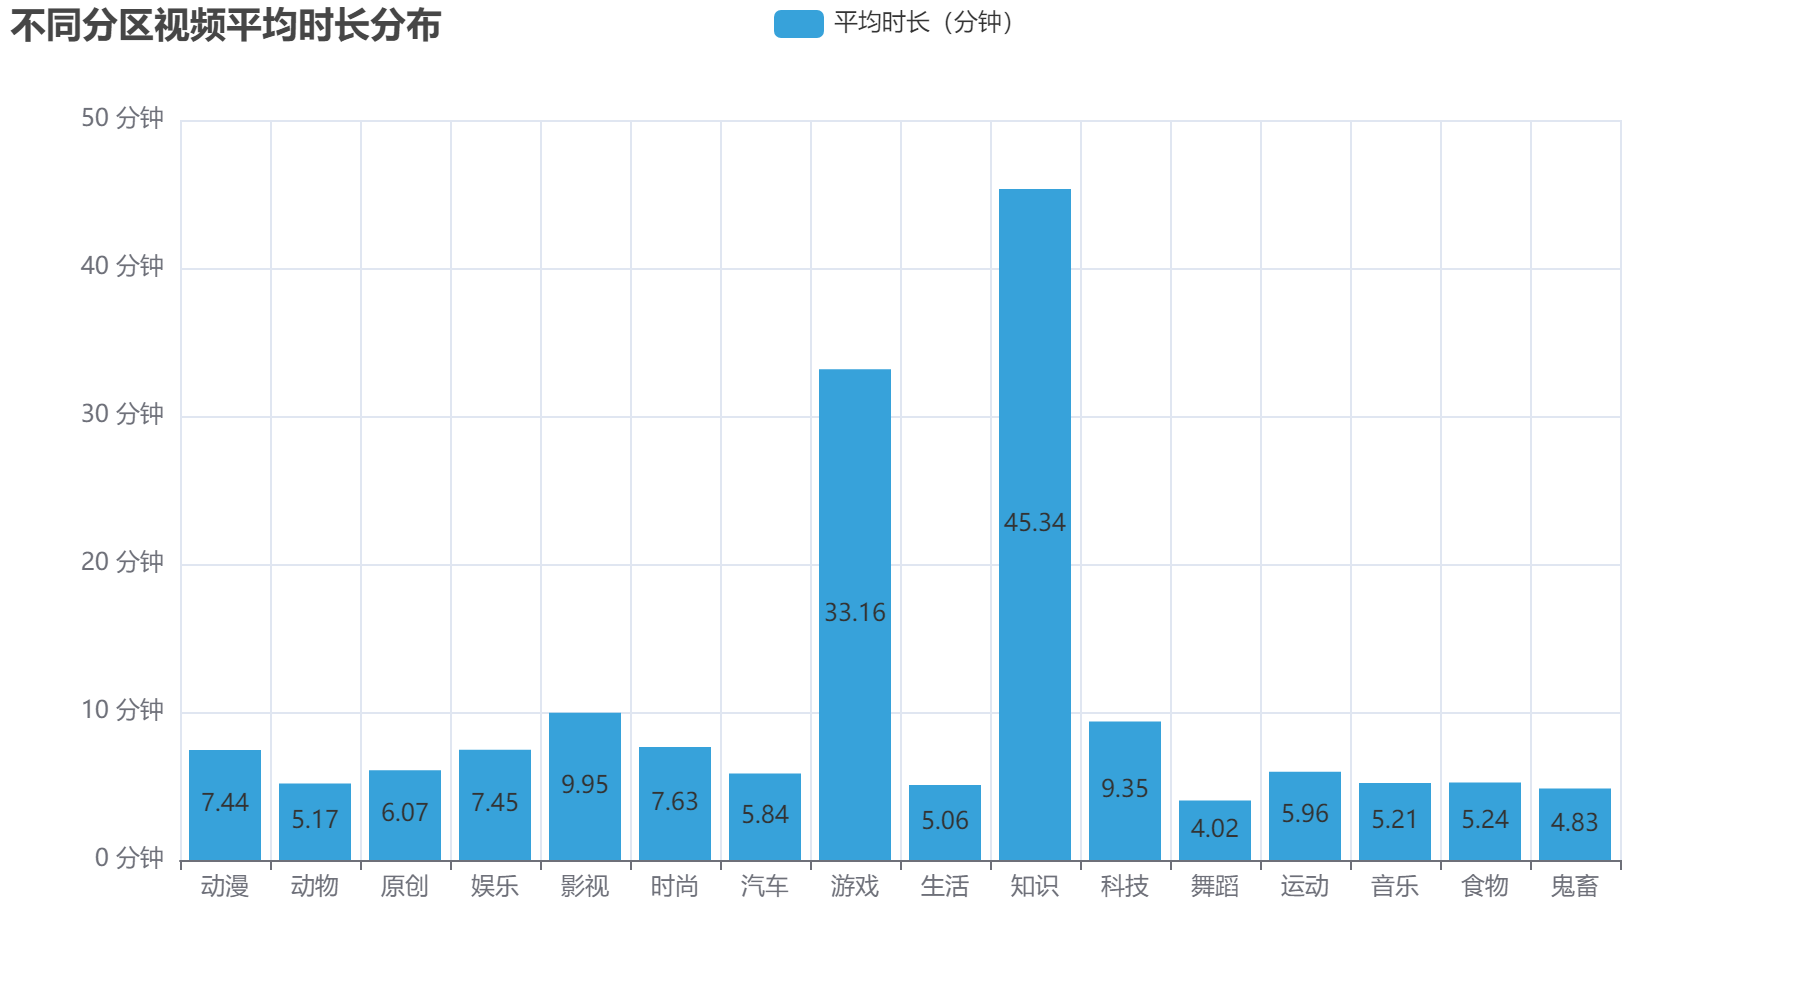 不同分区视频平均时长分布
平均时长（分钟）
50 分钟
40 分钟
30 分钟
20 分钟
10 分钟
0 分钟
7.44
5.17
6.07
7.45
9.95
7.63
5.84
33.16
5.06
45.34
9.35
4.02
5.96
5.21
5.24
4.83
动漫
动物
原创
娱乐
影视
时尚
汽车
游戏
生活
知识
科技
舞蹈
运动
音乐
食物
鬼畜